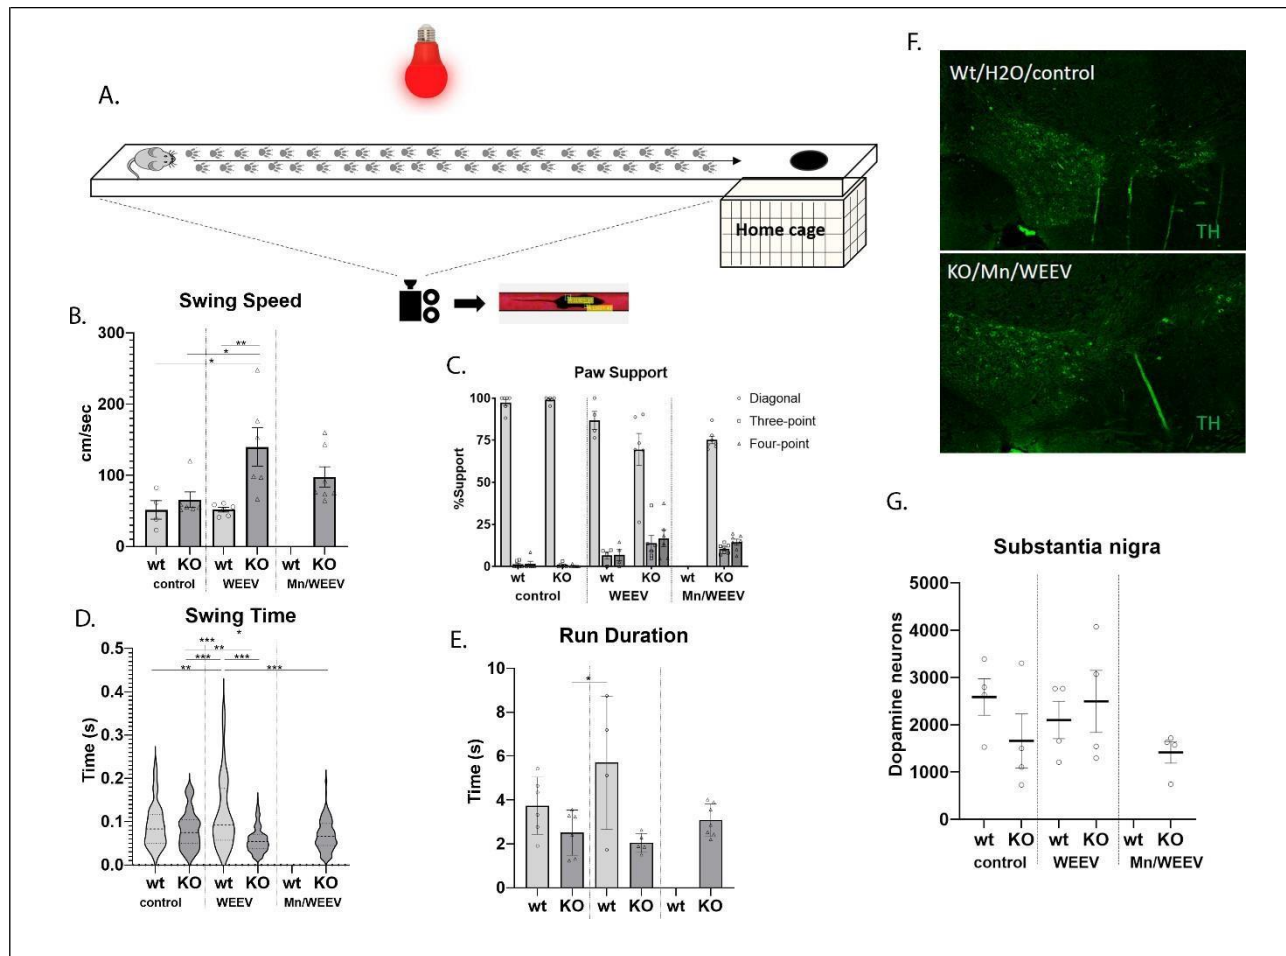 A.
Home cage
B.
Swing Speed
300
200
100
0
cm/sec
*
*
**
wt KO wt KO wt KO
control WEEV Mn/WEEV
C.
Paw Support
100
75
50
25
0
%Support
Diagonal
Three-point
Four-point
wt KO wt KO wt KO
control WEEV Mn/WEEV
D.
Swing Time
0.5
0.4
0.3
0.2
0.1
0.0
Time (s)
*
***
**
*** ***
** ***
wt KO wt KO wt KO
control WEEV Mn/WEEV
E.
Run Duration
10
8
6
4
2
0
Time (s)
*
wt KO wt KO wt KO
F.
Wt/H2O/control
TH
KO/Mn/WEEV
TH
G.
Substantia nigra
5000
4000
3000
2000
1000
0
Dopamine neurons
wt KO wt KO wt KO
control WEEV Mn/WEEV